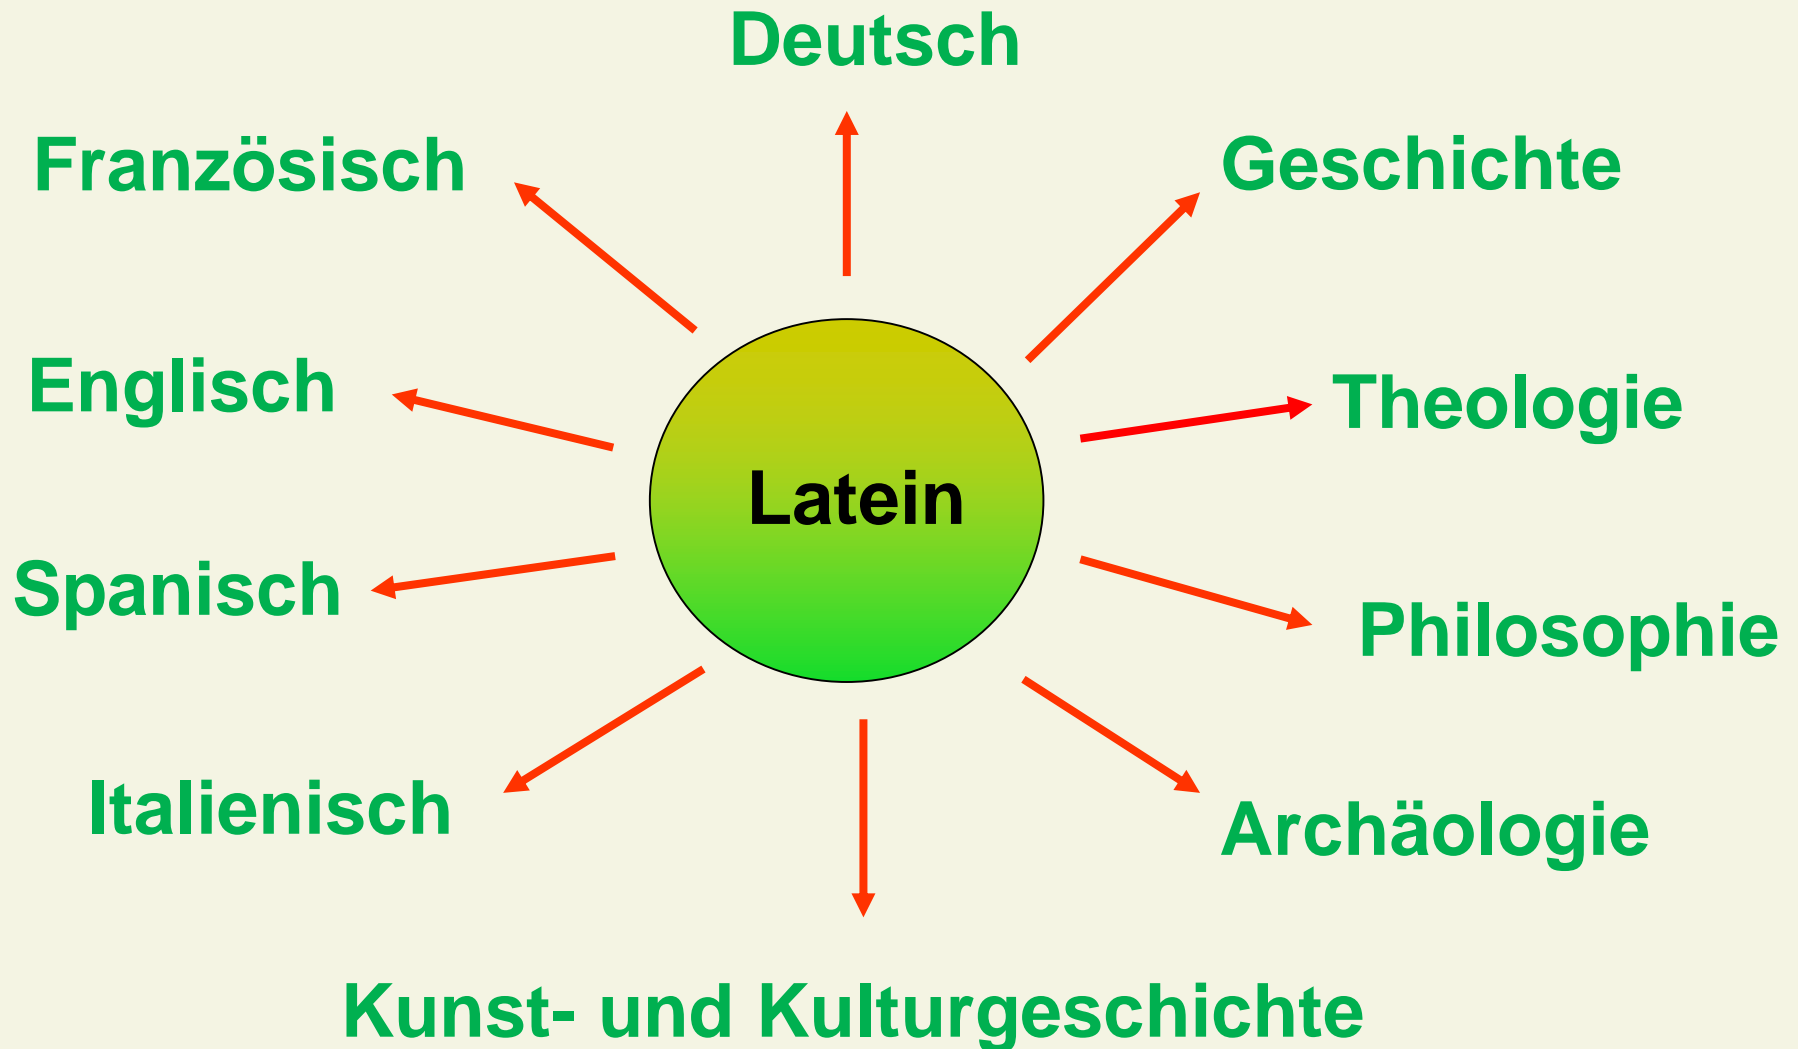 Deutsch
Französisch
Geschichte
Englisch
Theologie
Latein
Spanisch
Philosophie
Italienisch
Archäologie
Kunst- und Kulturgeschichte